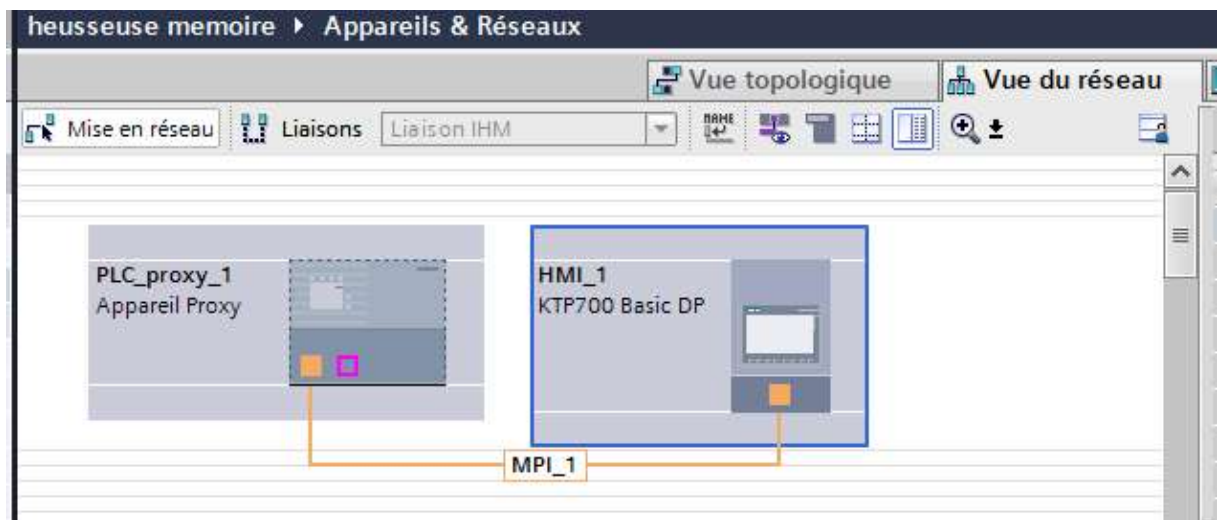 heusseuse memoire ▸ Appareils & Réseaux
Vue topologique
Vue du réseau
Mise en réseau
Liaisons
Liaison IHM
NAME
PLC_proxy_1
Appareil Proxy
HMI_1
KTP700 Basic DP
MPI_1